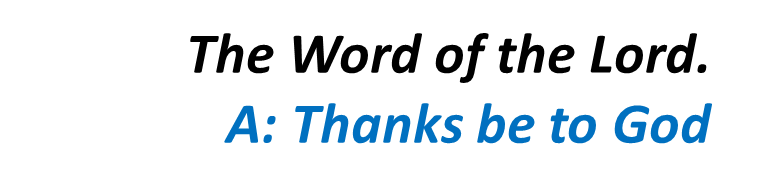 The Word of the Lord.
A: Thanks be to God